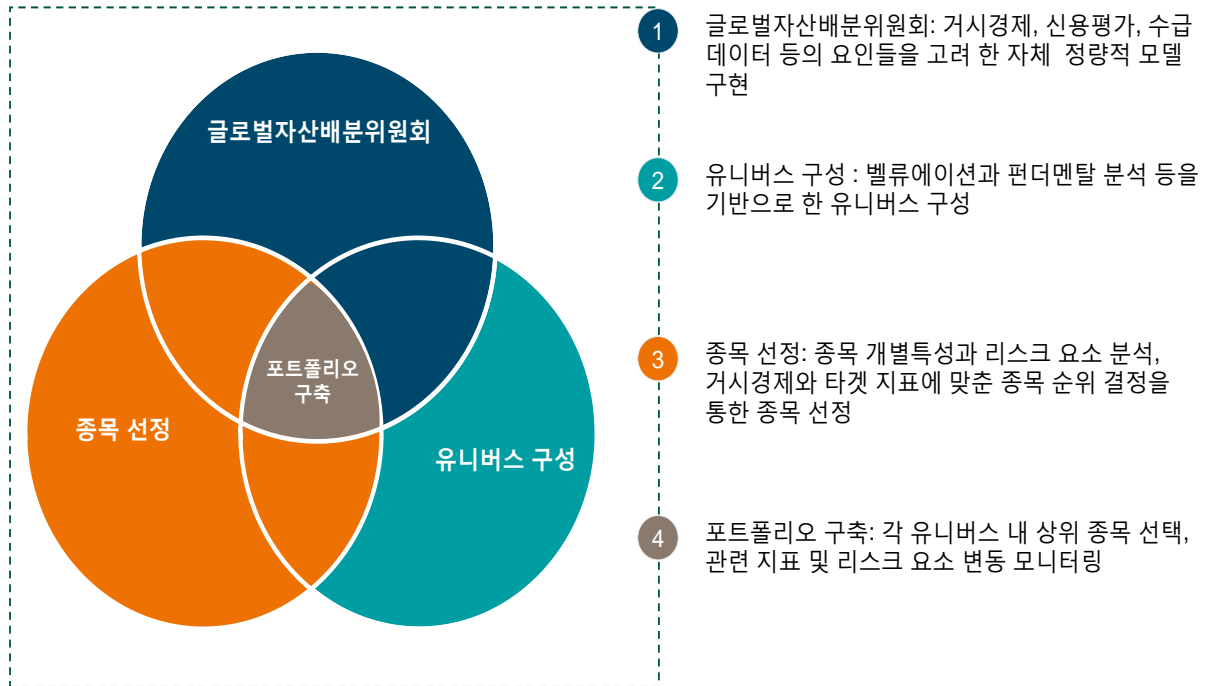 글로벌자산배분위원회
포트폴리오
구축
종목 선정
유니버스 구성
1
글로벌자산배분위원회: 거시경제, 신용평가, 수급
데이터 등의 요인들을 고려 한 자체 정량적 모델
구현
2
유니버스 구성 : 벨류에이션과 펀더멘탈 분석 등을
기반으로 한 유니버스 구성
3
종목 선정: 종목 개별특성과 리스크 요소 분석,
거시경제와 타겟 지표에 맞춘 종목 순위 결정을
통한 종목 선정
4
포트폴리오 구축: 각 유니버스 내 상위 종목 선택,
관련 지표 및 리스크 요소 변동 모니터링